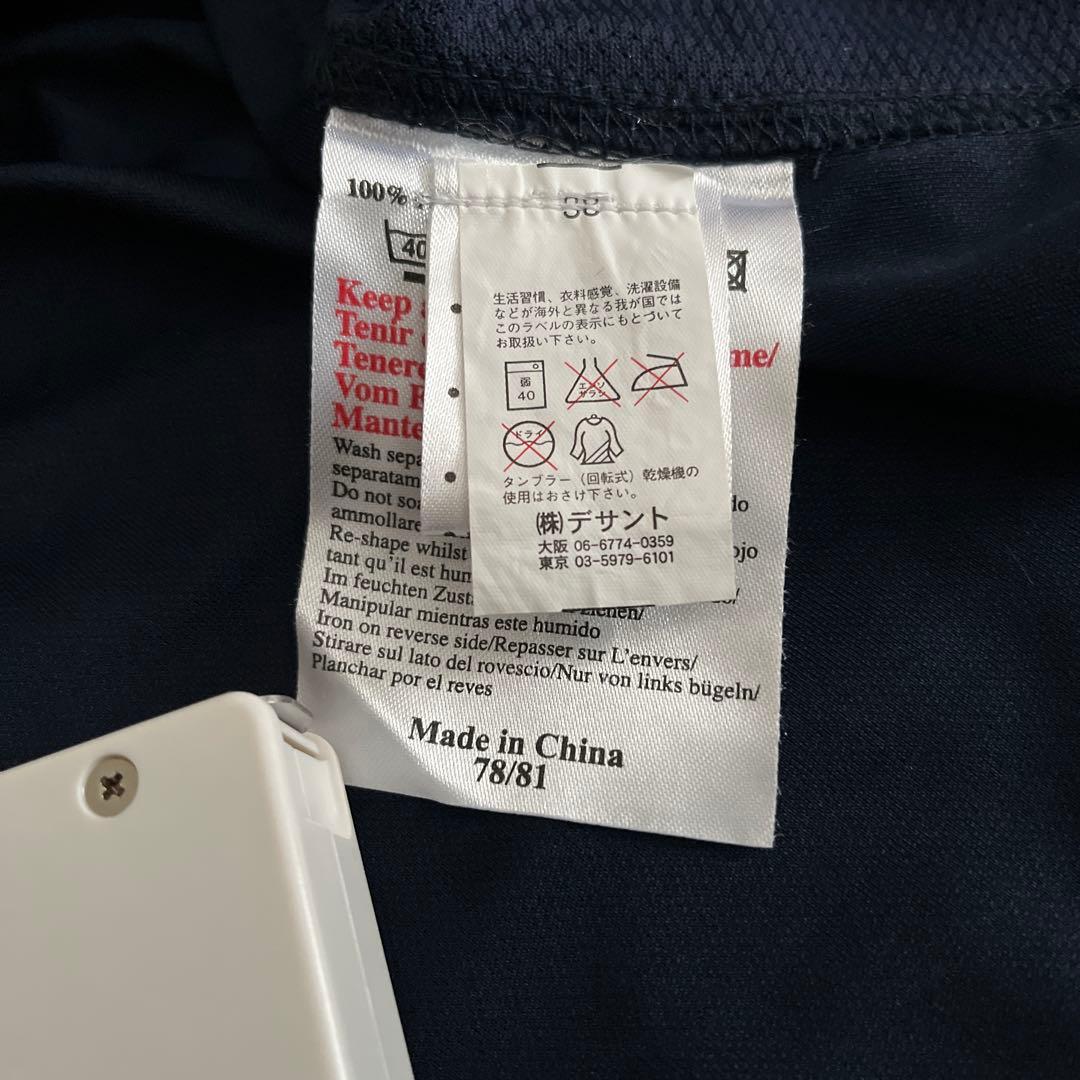 100%
40
Keep
Tenir
Tenere
Vom
Mante
me/
Wash sepa
separatam
Do not soa
ammollare
Re-shape whilst
tant qu'il est hum
Im feuchten Zust
ziehen/
Manipular mientras este humido
Iron on reverse side/Repasser sur L'envers/
Stirare sul lato del rovescio/Nur von links bügeln/
Planchar por el reves
Made in China
78/81
生活習慣、衣料感覚、洗濯設備
などが海外と異なる我が国では
このラベルの表示にもとづいて
お取扱い下さい。
弱
40
エンソ
サラシ
ドライ
タンブラー（回転式）乾燥機の
使用はおさけ下さい。
(株)デサント
大阪 06-6774-0359
東京 03-5979-6101